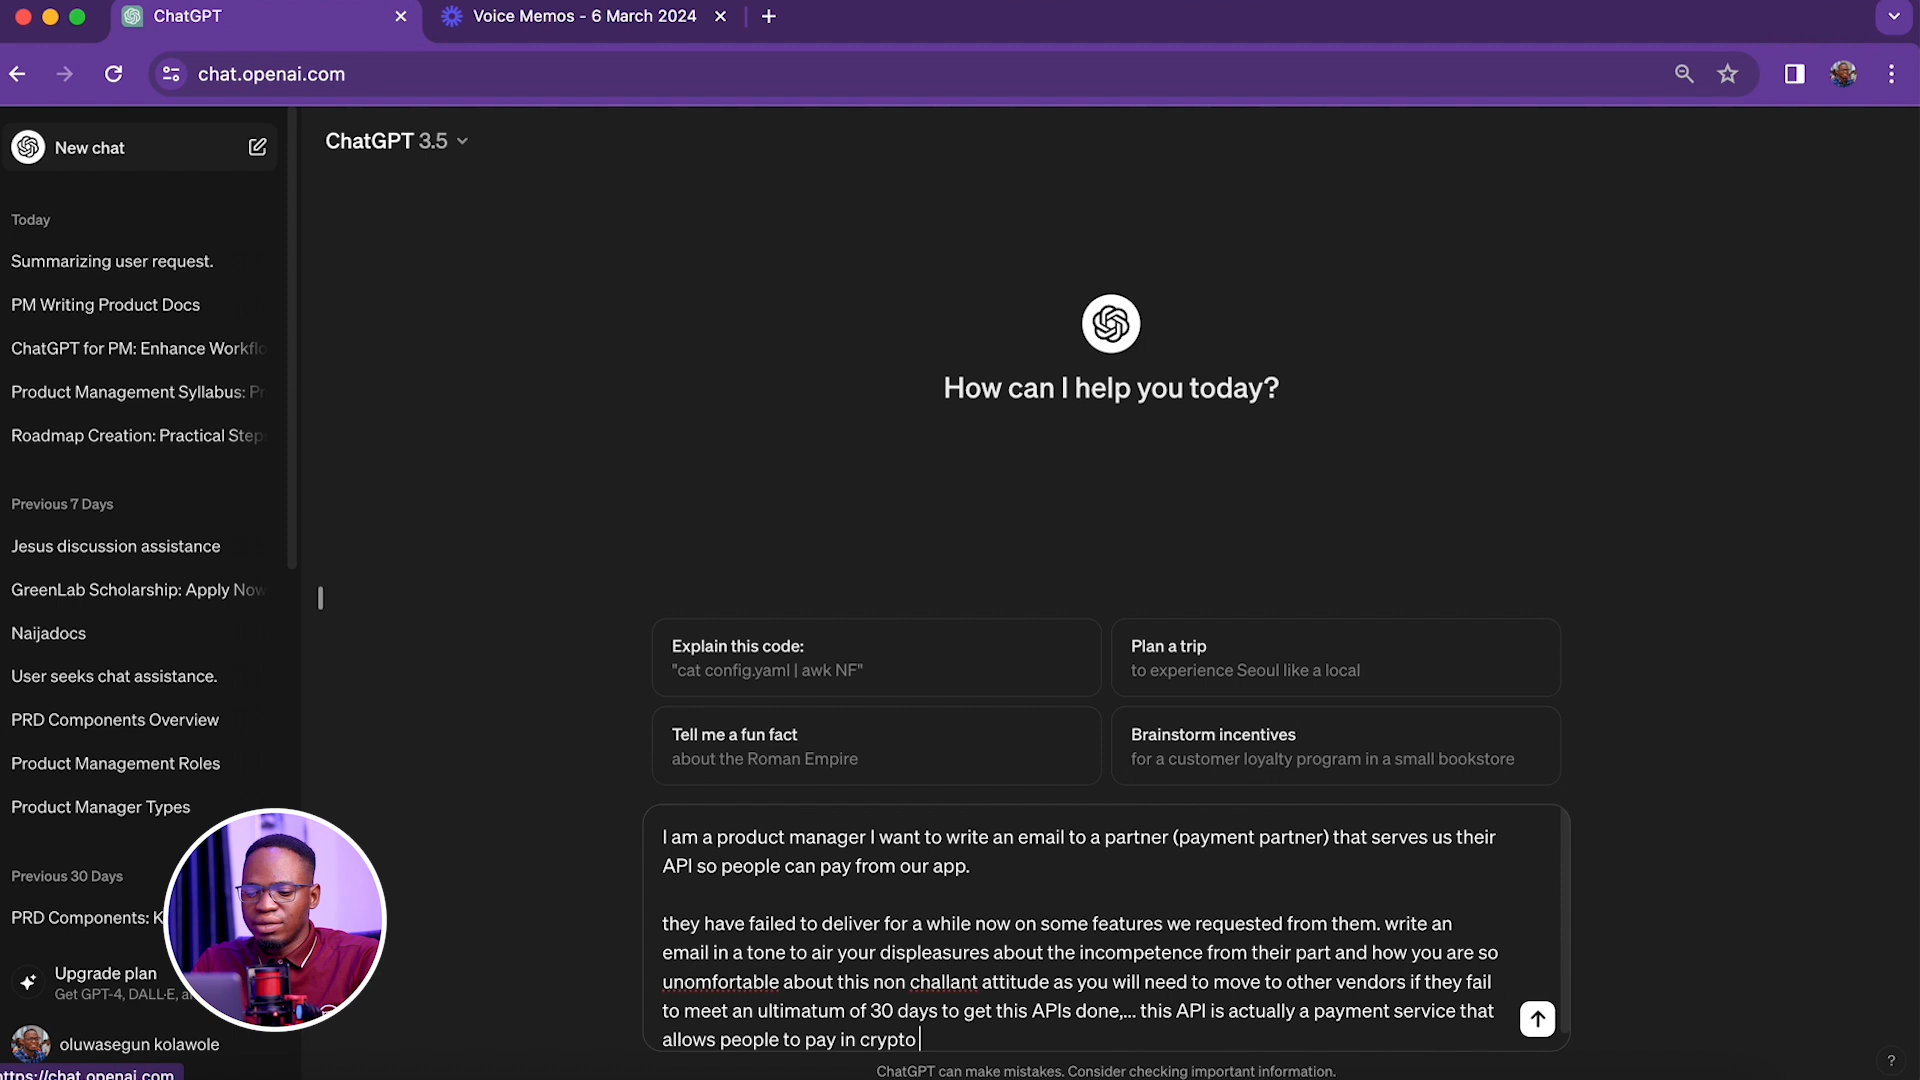 ChatGPT
Voice Memos - 6 March 2024
chat.openai.com
New chat
ChatGPT 3.5
Today
Summarizing user request.
PM Writing Product Docs
ChatGPT for PM: Enhance Workflo
Product Management Syllabus: Pr
Roadmap Creation: Practical Step
Previous 7 Days
Jesus discussion assistance
GreenLab Scholarship: Apply Now
Naijadocs
User seeks chat assistance.
PRD Components Overview
Product Management Roles
Product Manager Types
Previous 30 Days
PRD Components: K
Upgrade plan
Get GPT-4, DALL·E, a
oluwasegun kolawole
https://chat.openai.com
How can I help you today?
Explain this code:
"cat config.yaml | awk NF"
Plan a trip
to experience Seoul like a local
Tell me a fun fact
about the Roman Empire
Brainstorm incentives
for a customer loyalty program in a small bookstore
I am a product manager I want to write an email to a partner (payment partner) that serves us their
API so people can pay from our app.
they have failed to deliver for a while now on some features we requested from them. write an
email in a tone to air your displeasures about the incompetence from their part and how you are so
unomfortable about this non challant attitude as you will need to move to other vendors if they fail
to meet an ultimatum of 30 days to get this APIs done,... this API is actually a payment service that
allows people to pay in crypto
ChatGPT can make mistakes. Consider checking important information.
?